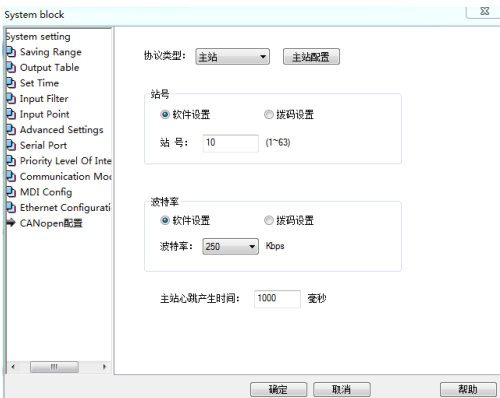 System block
System setting
Saving Range
Output Table
Set Time
Input Filter
Input Point
Advanced Settings
Serial Port
Priority Level Of Inte
Communication Mo
MDI Config
Ethernet Configurati
CANopen配置
协议类型： 主站 主站配置
站号
软件设置 拨码设置
站 号： 10 (1~63)
波特率
软件设置 拨码设置
波特率： 250 Kbps
主站心跳产生时间： 1000 毫秒
确定 取消 帮助